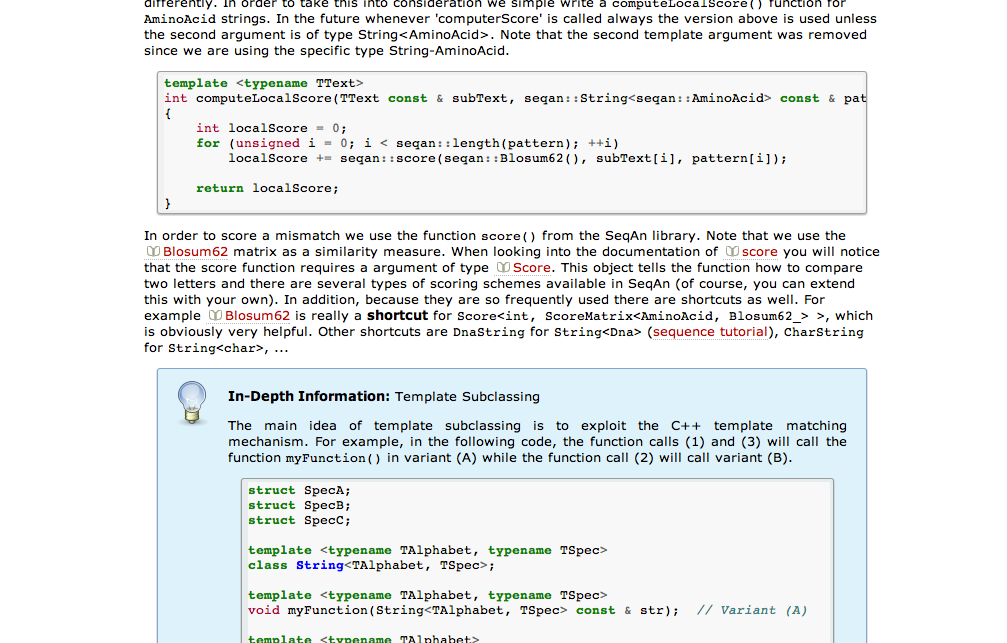 differently. In order to take this into consideration we simple write a computeLocalScore() function for
AminoAcid strings. In the future whenever 'computerScore' is called always the version above is used unless
the second argument is of type String<AminoAcid>. Note that the second template argument was removed
since we are using the specific type String-AminoAcid.
template <typename TText>
int computeLocalScore(TText const & subText, seqan::String<seqan::AminoAcid> const & pat
{
    int localScore = 0;
    for (unsigned i = 0; i < seqan::length(pattern); ++i)
        localScore += seqan::score(seqan::Blosum62(), subText[i], pattern[i]);
    return localScore;
}
In order to score a mismatch we use the function score() from the SeqAn library. Note that we use the
Blosum62 matrix as a similarity measure. When looking into the documentation of score you will notice
that the score function requires a argument of type Score. This object tells the function how to compare
two letters and there are several types of scoring schemes available in SeqAn (of course, you can extend
this with your own). In addition, because they are so frequently used there are shortcuts as well. For
example Blosum62 is really a shortcut for Score<int, ScoreMatrix<AminoAcid, Blosum62_> >, which
is obviously very helpful. Other shortcuts are DnaString for String<Dna> (sequence tutorial), CharString
for String<char>, ...
In-Depth Information: Template Subclassing
The main idea of template subclassing is to exploit the C++ template matching
mechanism. For example, in the following code, the function calls (1) and (3) will call the
function myFunction() in variant (A) while the function call (2) will call variant (B).
struct SpecA;
struct SpecB;
struct SpecC;
template <typename TAlphabet, typename TSpec>
class String<TAlphabet, TSpec>;
template <typename TAlphabet, typename TSpec>
void myFunction(String<TAlphabet, TSpec> const & str);  // Variant (A)
template <typename TAlphabet>